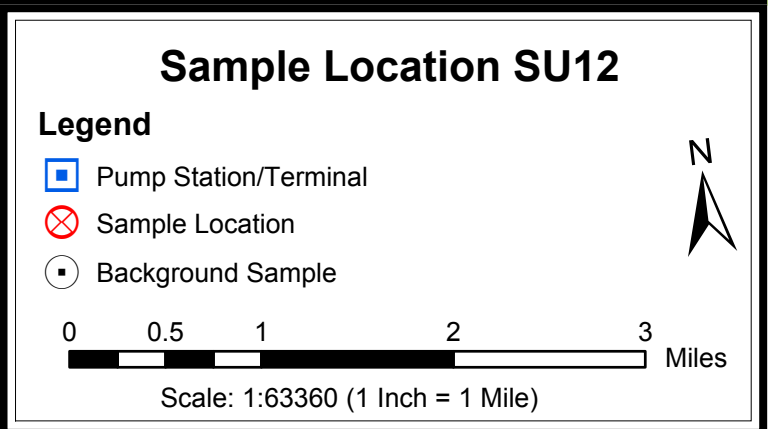 Sample Location SU12
Legend
N
Pump Station/Terminal
Sample Location
Background Sample
0 0.5 1 2 3
Miles
Scale: 1:63360 (1 Inch = 1 Mile)